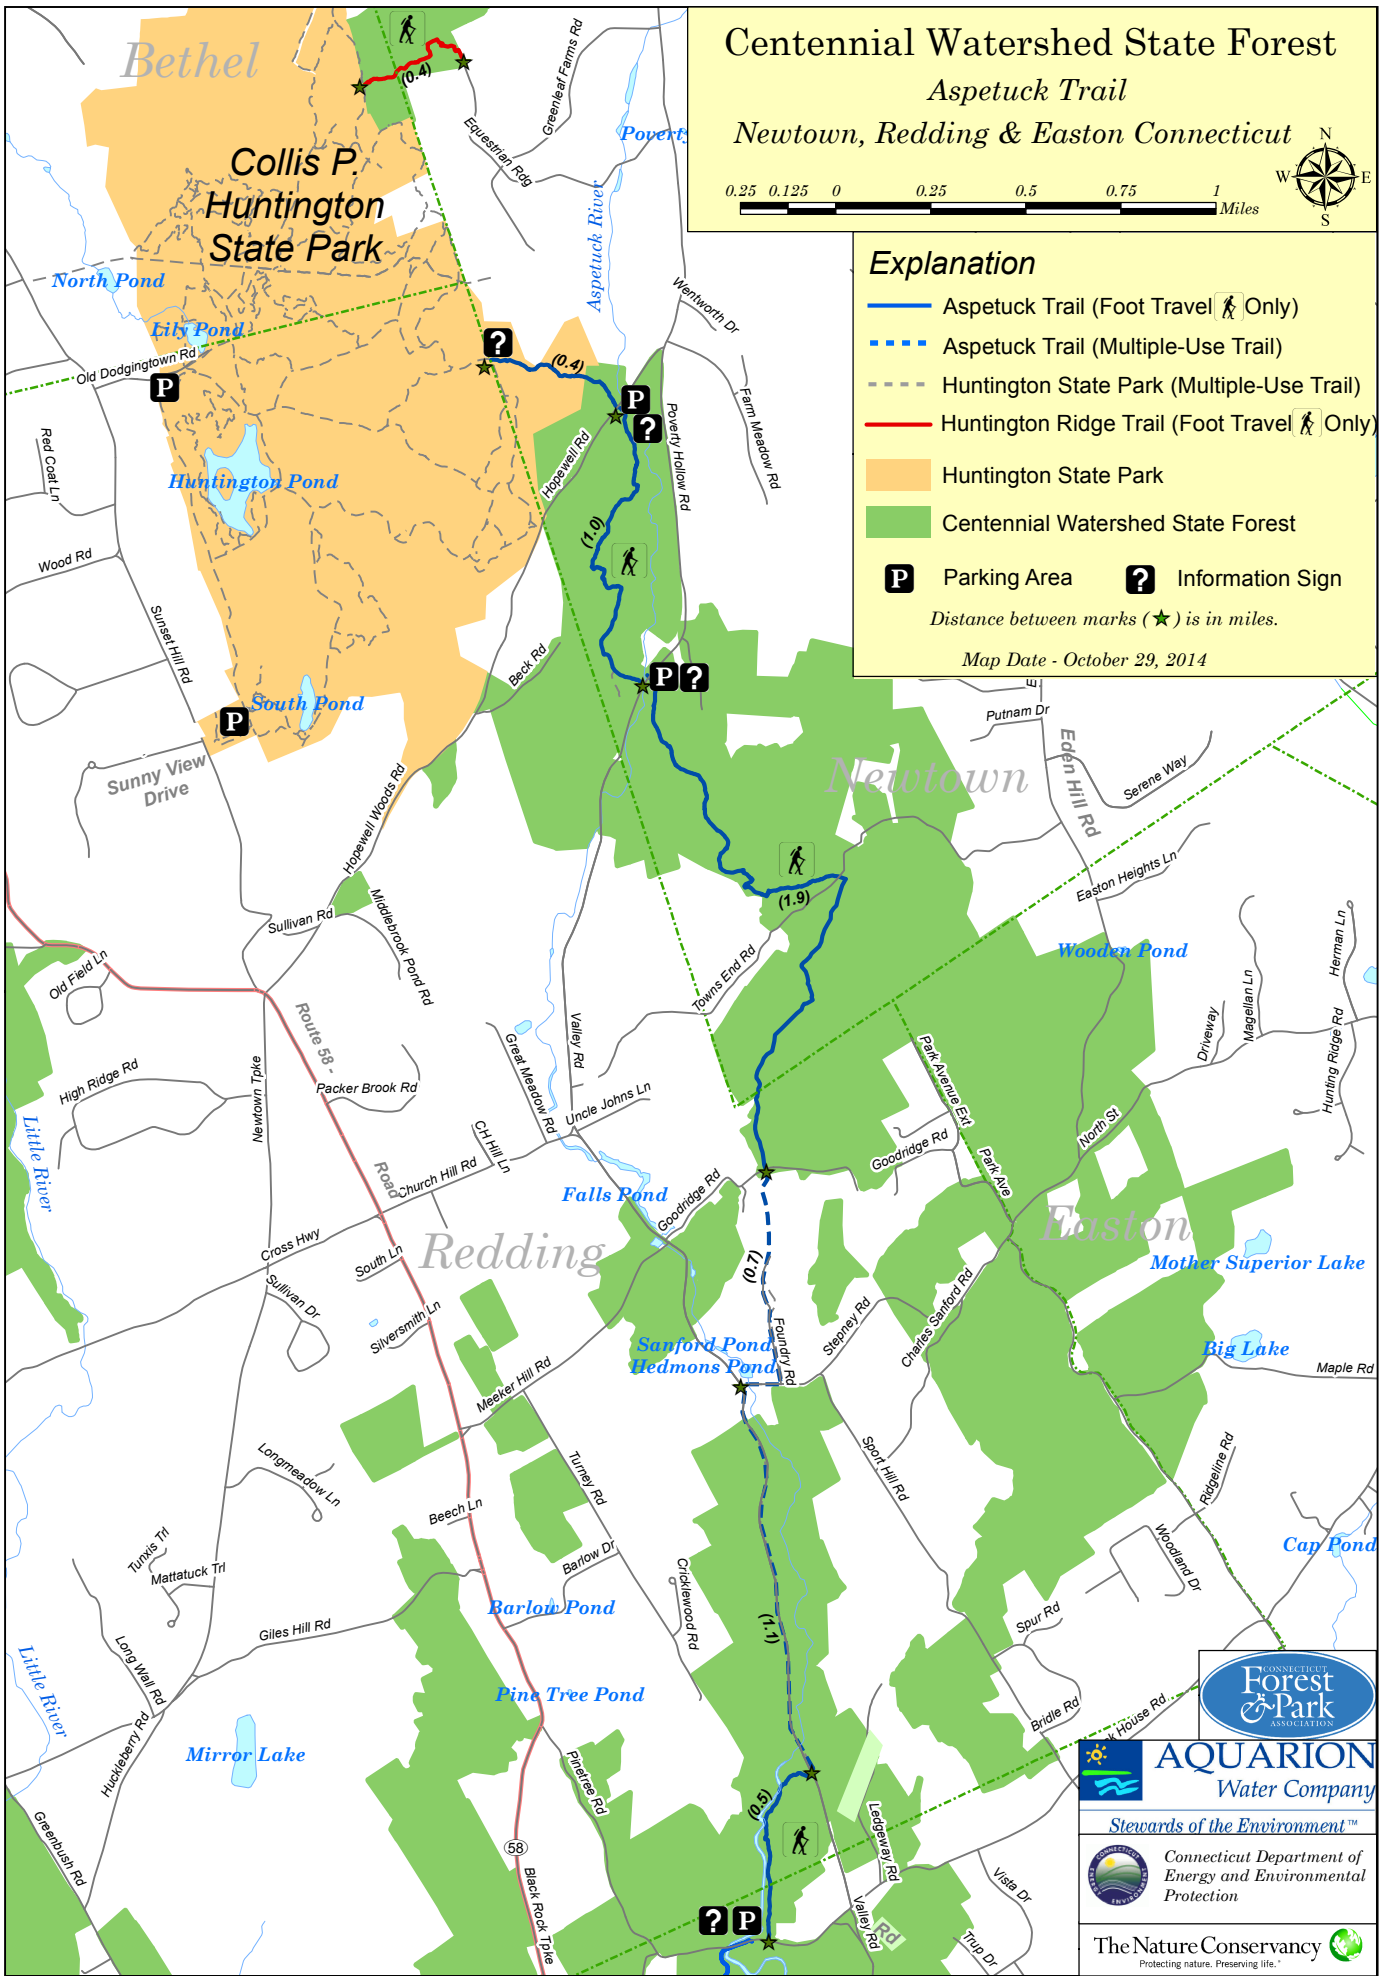 Centennial Watershed State Forest
Aspetuck Trail
Newtown, Redding & Easton Connecticut
0.25 0.125 0 0.25 0.5 0.75 1
Miles
N
W E
S
Explanation
Aspetuck Trail (Foot Travel Only)
Aspetuck Trail (Multiple-Use Trail)
Huntington State Park (Multiple-Use Trail)
Huntington Ridge Trail (Foot Travel Only)
Huntington State Park
Centennial Watershed State Forest
P Parking Area ? Information Sign
Distance between marks ( ) is in miles.
Map Date - October 29, 2014
Bethel
(0.4)
Greenleaf Farms Rd
Equestrian Rdg
Poverty
Aspetuck River
Collis P.
Huntington
State Park
North Pond
Lily Pond
Old Dodgingtown Rd
P
Wentworth Dr
?
(0.4)
P
?
Farm Meadow Rd
Poverty Hollow Rd
Hopewell Rd
Red Coat Ln
Huntington Pond
(1.0)
Wood Rd
Sunset Hill Rd
Beck Rd
P ?
South Pond
P
Sunny View
Drive
Hopewell Woods Rd
E
Putnam Dr
Eden Hill Rd
Serene Way
Newtown
(1.9)
Easton Heights Ln
Middlebrook Pond Rd
Sullivan Rd
Old Field Ln
Towns End Rd
Wooden Pond
Herman Ln
Magellan Ln
Driveway
Hunting Ridge Rd
Route 58 -
Valley Rd
Great Meadow Rd
Park Avenue Ext
High Ridge Rd
Newtown Tpke
Packer Brook Rd
Uncle Johns Ln
Little River
CH Hill Ln
North St
Goodridge Rd
Park Ave
Road
Church Hill Rd
Falls Pond
Goodridge Rd
Easton
Cross Hwy
Redding
South Ln
(0.7)
Mother Superior Lake
Sullivan Dr
Silversmith Ln
Foundry Rd
Stepney Rd
Charles Sanford Rd
Sanford Pond
Hedmons Pond
Big Lake
Maple Rd
Meeker Hill Rd
Longmeadow Ln
Turney Rd
Sport Hill Rd
Ridgeline Rd
Beech Ln
Tunxis Trl
Mattatuck Trl
Barlow Dr
Cricklewood Rd
Woodland Dr
Cap Pond
Barlow Pond
Giles Hill Rd
(1.1)
Spur Rd
Long Wall Rd
Little River
Pine Tree Pond
Bridle Rd
k House Rd
Huckleberry Rd
Mirror Lake
Pinetree Rd
(0.5)
Ledgeway Rd
Greenbush Rd
58
Black Rock Tpke
? P
Valley Rd
Rd
Vista Dr
Trup Dr
CONNECTICUT
Forest
& Park
ASSOCIATION
AQUARION
Water Company
Stewards of the Environment™
CONNECTICUT
ENERGY ENVIRONMENT
Connecticut Department of
Energy and Environmental
Protection
The Nature Conservancy
Protecting nature. Preserving life.